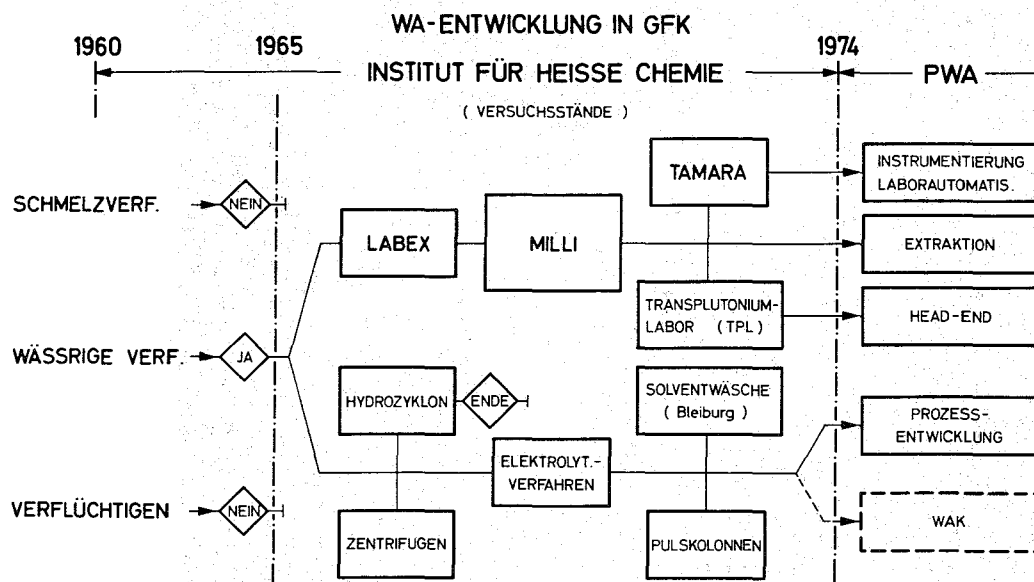 WA-ENTWICKLUNG IN GFK
1960
1965
1974
INSTITUT FÜR HEISSE CHEMIE
PWA
( VERSUCHSSTÄNDE )
TAMARA
INSTRUMENTIERUNG
LABORAUTOMATIS.
SCHMELZVERF.
NEIN
LABEX
MILLI
EXTRAKTION
TRANSPLUTONIUM-
LABOR (TPL)
HEAD-END
WÄSSRIGE VERF.
JA
HYDROZYKLON
ENDE
SOLVENTWÄSCHE
( Bleiburg )
PROZESS-
ENTWICKLUNG
ELEKTROLYT.-
VERFAHREN
VERFLÜCHTIGEN
NEIN
ZENTRIFUGEN
PULSKOLONNEN
WAK